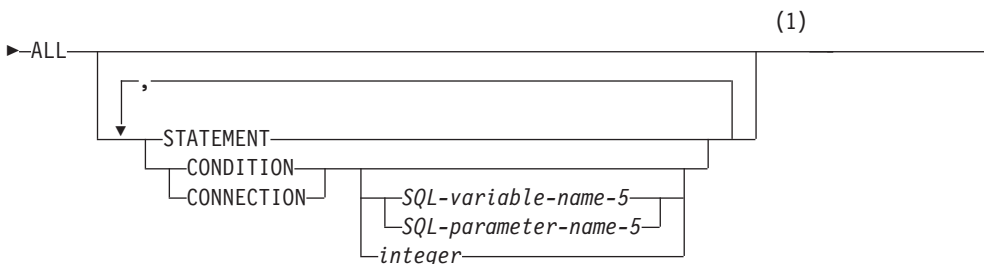 (1)
ALL
,
STATEMENT
CONDITION
CONNECTION
SQL-variable-name-5
SQL-parameter-name-5
integer